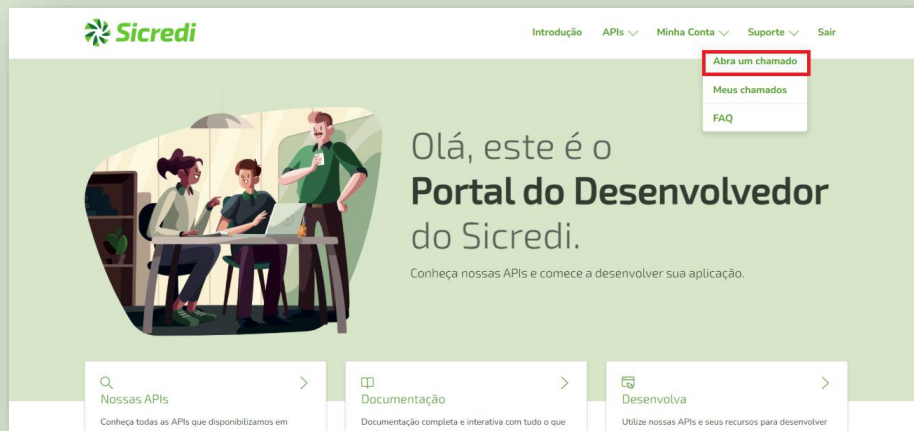 Sicredi
Introdução APIs Minha Conta Suporte Sair
Abra um chamado
Meus chamados
FAQ
Olá, este é o
Portal do Desenvolvedor
do Sicredi.
Conheça nossas APIs e comece a desenvolver sua aplicação.
Nossas APIs
Conheça todas as APIs que disponibilizamos em
Documentação
Documentação completa e interativa com tudo o que
Desenvolva
Utilize nossas APIs e seus recursos para desenvolver